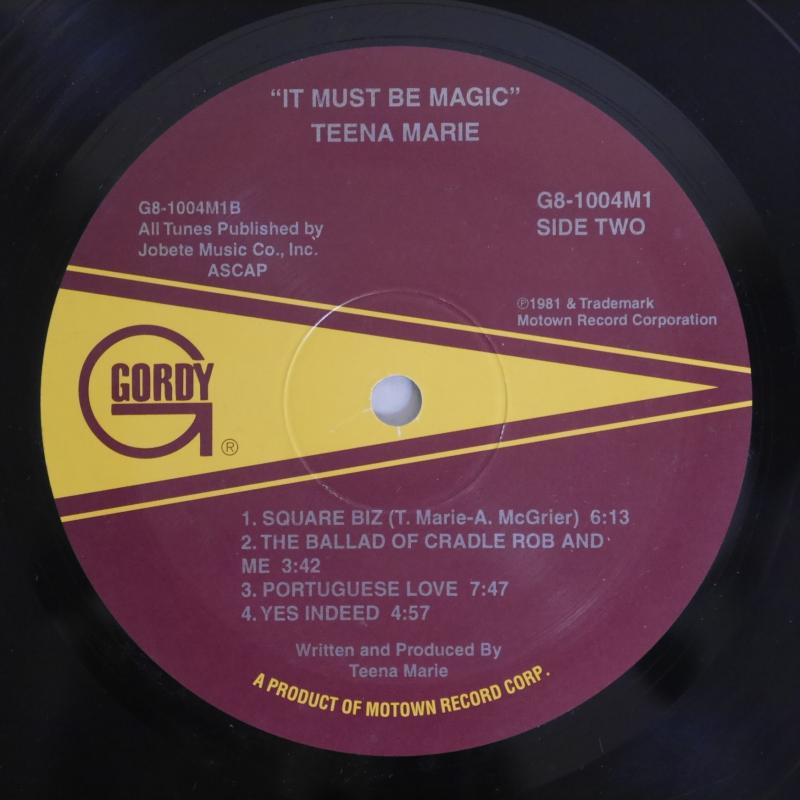 “IT MUST BE MAGIC”
TEENA MARIE
G8-1004M1B
All Tunes Published by
Jobete Music Co., Inc.
ASCAP
G8-1004M1
SIDE TWO
℗1981 & Trademark
Motown Record Corporation
GORDY
®
1. SQUARE BIZ (T. Marie-A. McGrier) 6:13
2. THE BALLAD OF CRADLE ROB AND
ME 3:42
3. PORTUGUESE LOVE 7:47
4. YES INDEED 4:57
Written and Produced By
Teena Marie
A PRODUCT OF MOTOWN RECORD CORP.